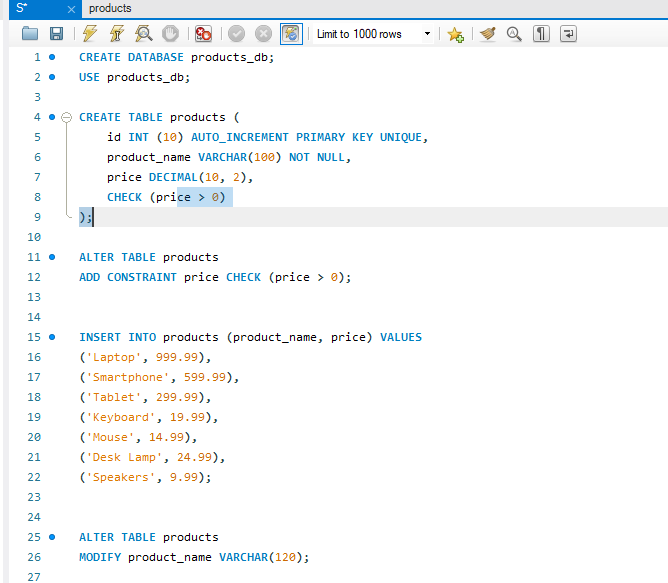 S*
products
Limit to 1000 rows
1 CREATE DATABASE products_db;
2 USE products_db;
3
4 CREATE TABLE products (
5 id INT (10) AUTO_INCREMENT PRIMARY KEY UNIQUE,
6 product_name VARCHAR(100) NOT NULL,
7 price DECIMAL(10, 2),
8 CHECK (price > 0)
9 );
10
11 ALTER TABLE products
12 ADD CONSTRAINT price CHECK (price > 0);
13
14
15 INSERT INTO products (product_name, price) VALUES
16 ('Laptop', 999.99),
17 ('Smartphone', 599.99),
18 ('Tablet', 299.99),
19 ('Keyboard', 19.99),
20 ('Mouse', 14.99),
21 ('Desk Lamp', 24.99),
22 ('Speakers', 9.99);
23
24
25 ALTER TABLE products
26 MODIFY product_name VARCHAR(120);
27